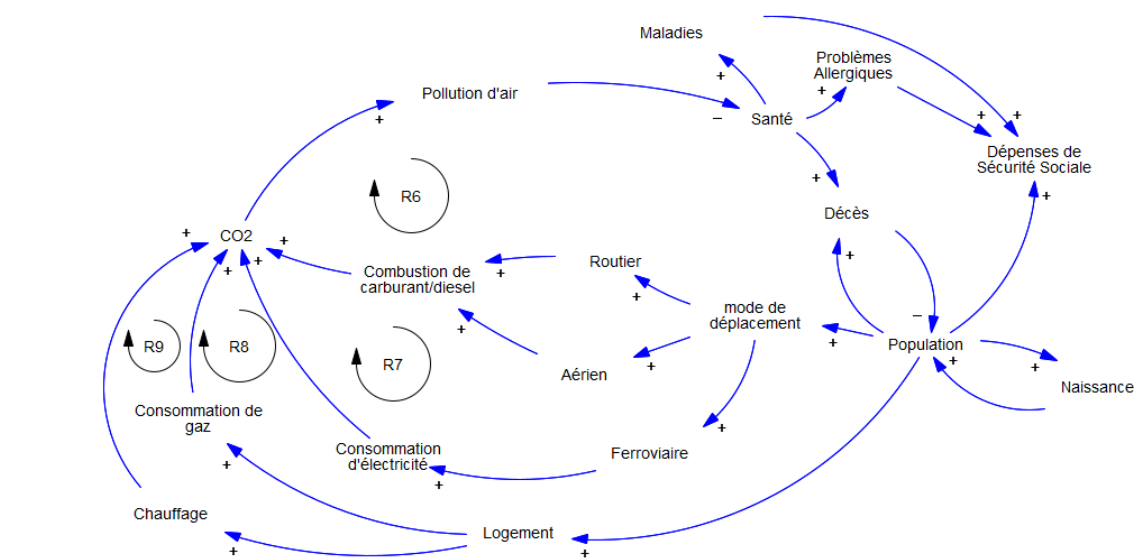 Maladies
Problèmes
Allergiques
Pollution d'air
+
+
+
+
+
−
Santé
Dépenses de
Sécurité Sociale
+
+
R6
Décès
+
CO2
+
+
+
+
Routier
+
Combustion de
carburant/diesel
+
+
mode de
déplacement
−
+
+
Population
+
+
R9
R8
R7
+
Aérien
+
Naissance
Consommation de
gaz
+
Consommation
d'électricité
Ferroviaire
+
+
Chauffage
Logement
+
+